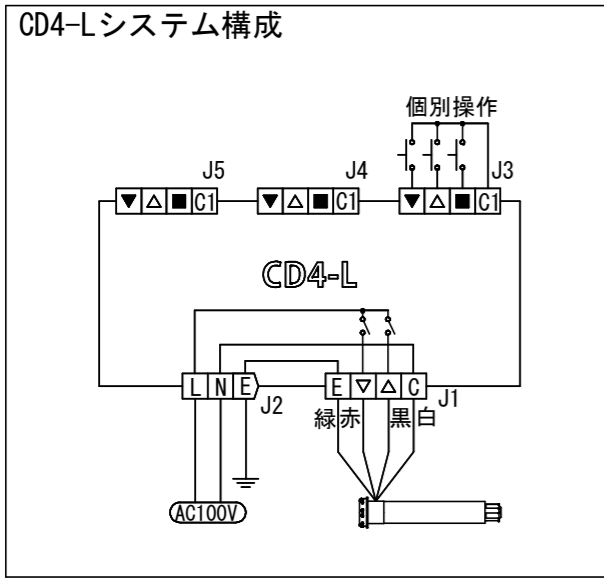 CD4-Lシステム構成
個別操作
J5 J4 J3
▼ △ ■ C1 ▼ △ ■ C1 ▼ △ ■ C1
CD4-L
L N E E ▽ △ C
J2 J1
緑 赤 黒 白
AC100V